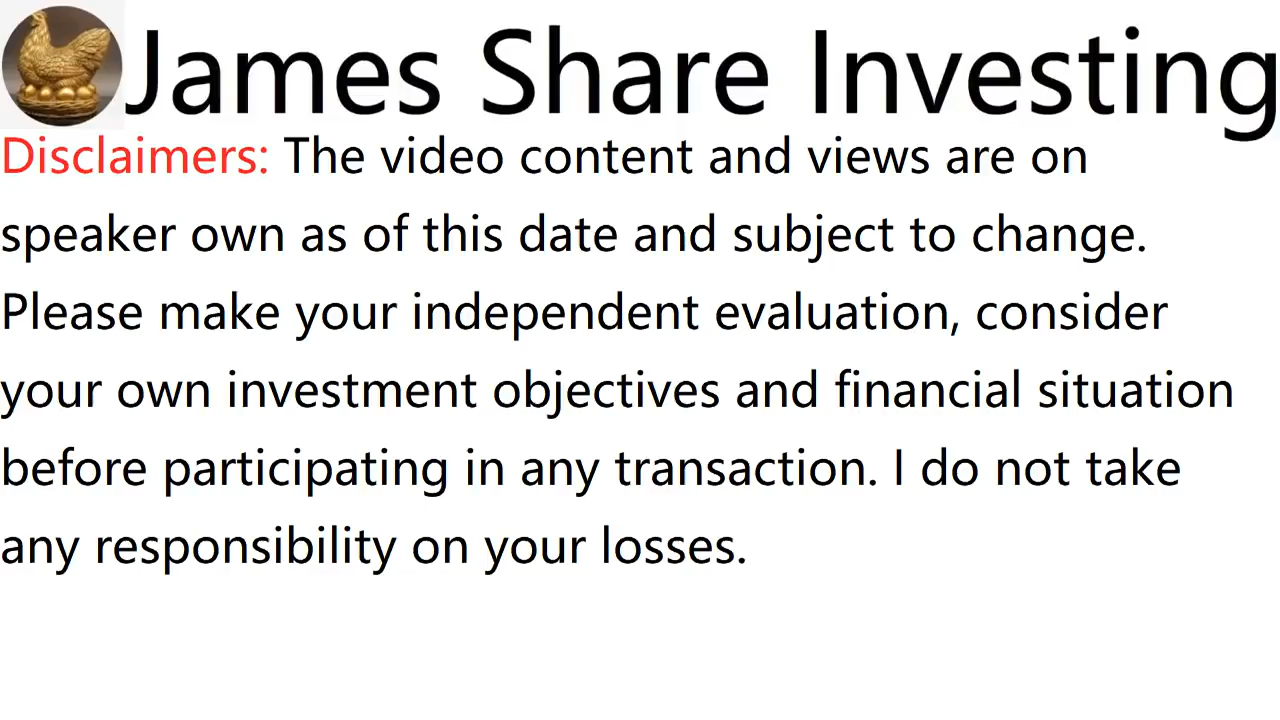 James Share Investing
Disclaimers: The video content and views are on
speaker own as of this date and subject to change.
Please make your independent evaluation, consider
your own investment objectives and financial situation
before participating in any transaction. I do not take
any responsibility on your losses.